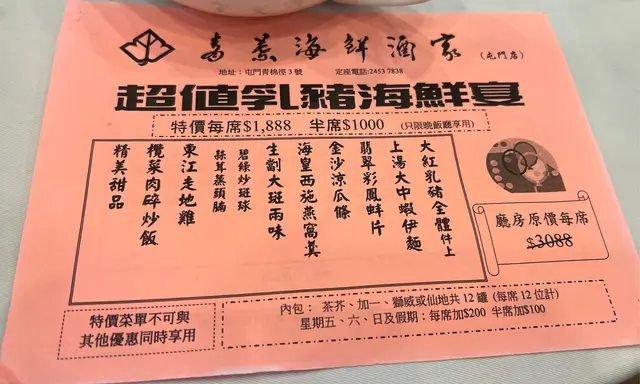 高業海鮮酒家 (屯門店)
地址：屯門青棉徑3號 定座電話:2453 7838
超值乳豬海鮮宴
特價每席$1,888 半席$1000 (只限晚飯廳享用)
大紅乳豬全體件上
上湯大中蝦伊麵
翡翠彩鳳蚌片
金沙涼瓜條
海皇西施燕窩羹
生劏大班兩味
碧綠炒斑球
蒜茸蒸頭腩
東江走地雞
欖菜肉碎炒飯
精美甜品
廳房原價每席
$3088
特價菜單不可與
其他優惠同時享用
內包：茶芥、加一、獅威或仙地共12罐 (每席12位計)
星期五、六、日及假期：每席加$200 半席加$100